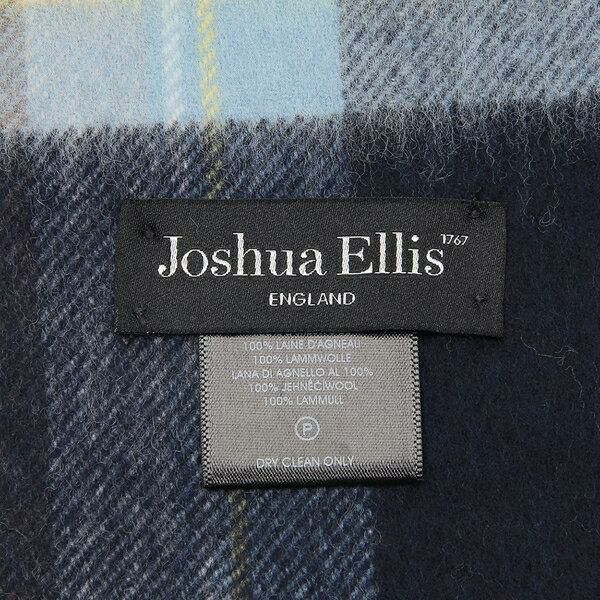 Joshua Ellis 1767
ENGLAND
100% LAINE D'AGNEAU
100% LAMMWOLLE
LANA DI AGNELLO AL 100%
100% JEHNĚČÍWOOL
100% LAMMULL
P
DRY CLEAN ONLY